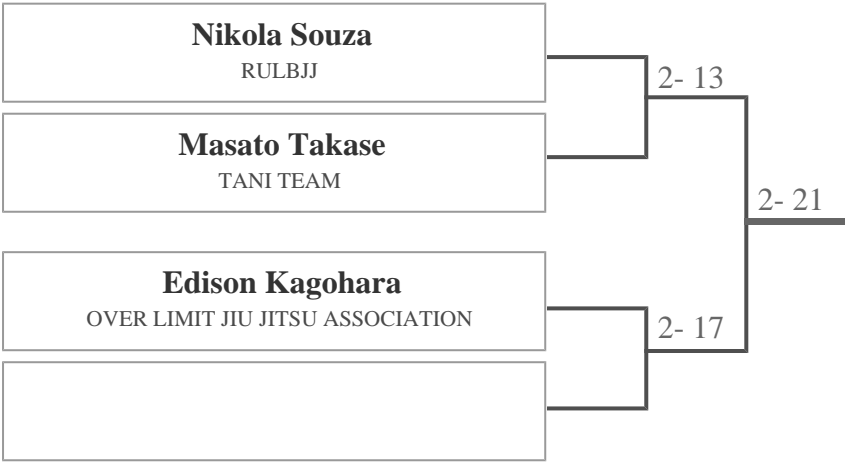 Nikola Souza
RULBJJ
2- 13
Masato Takase
TANI TEAM
2- 21
Edison Kagohara
OVER LIMIT JIU JITSU ASSOCIATION
2- 17